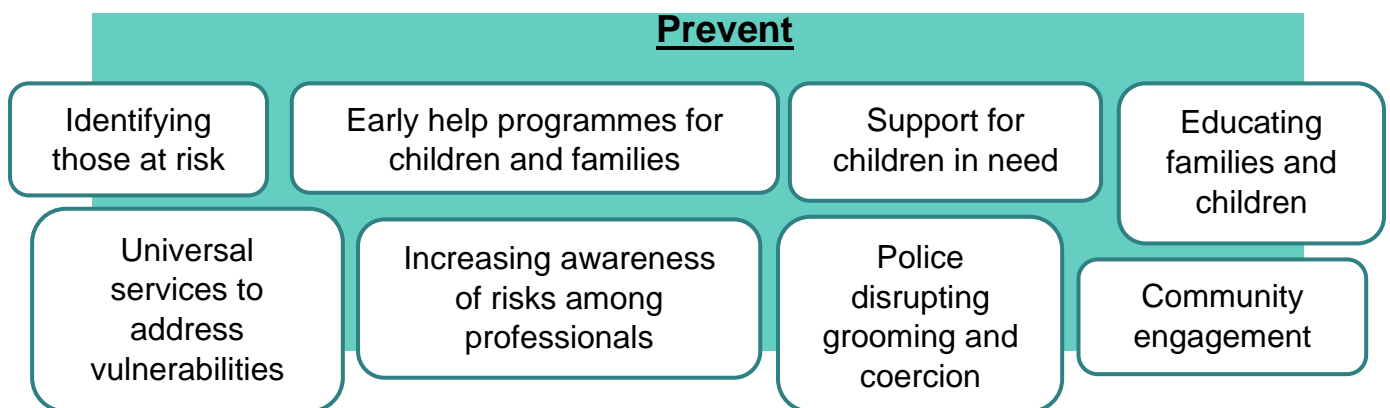 Prevent
Identifying
those at risk
Early help programmes for
children and families
Support for
children in need
Educating
families and
children
Universal
services to
address
vulnerabilities
Increasing awareness
of risks among
professionals
Police
disrupting
grooming and
coercion
Community
engagement